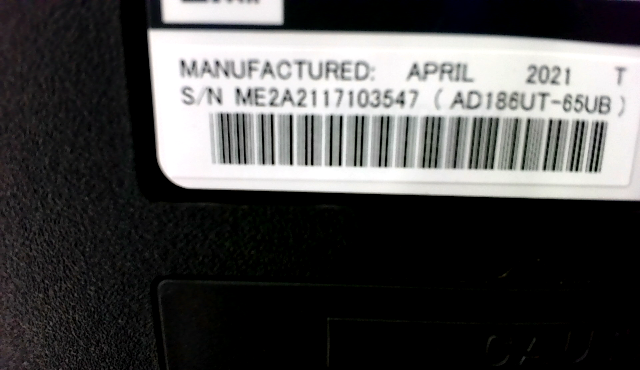 MANUFACTURED: APRIL 2021 T
S/N ME2A2117103547 ( AD186UT-65UB )